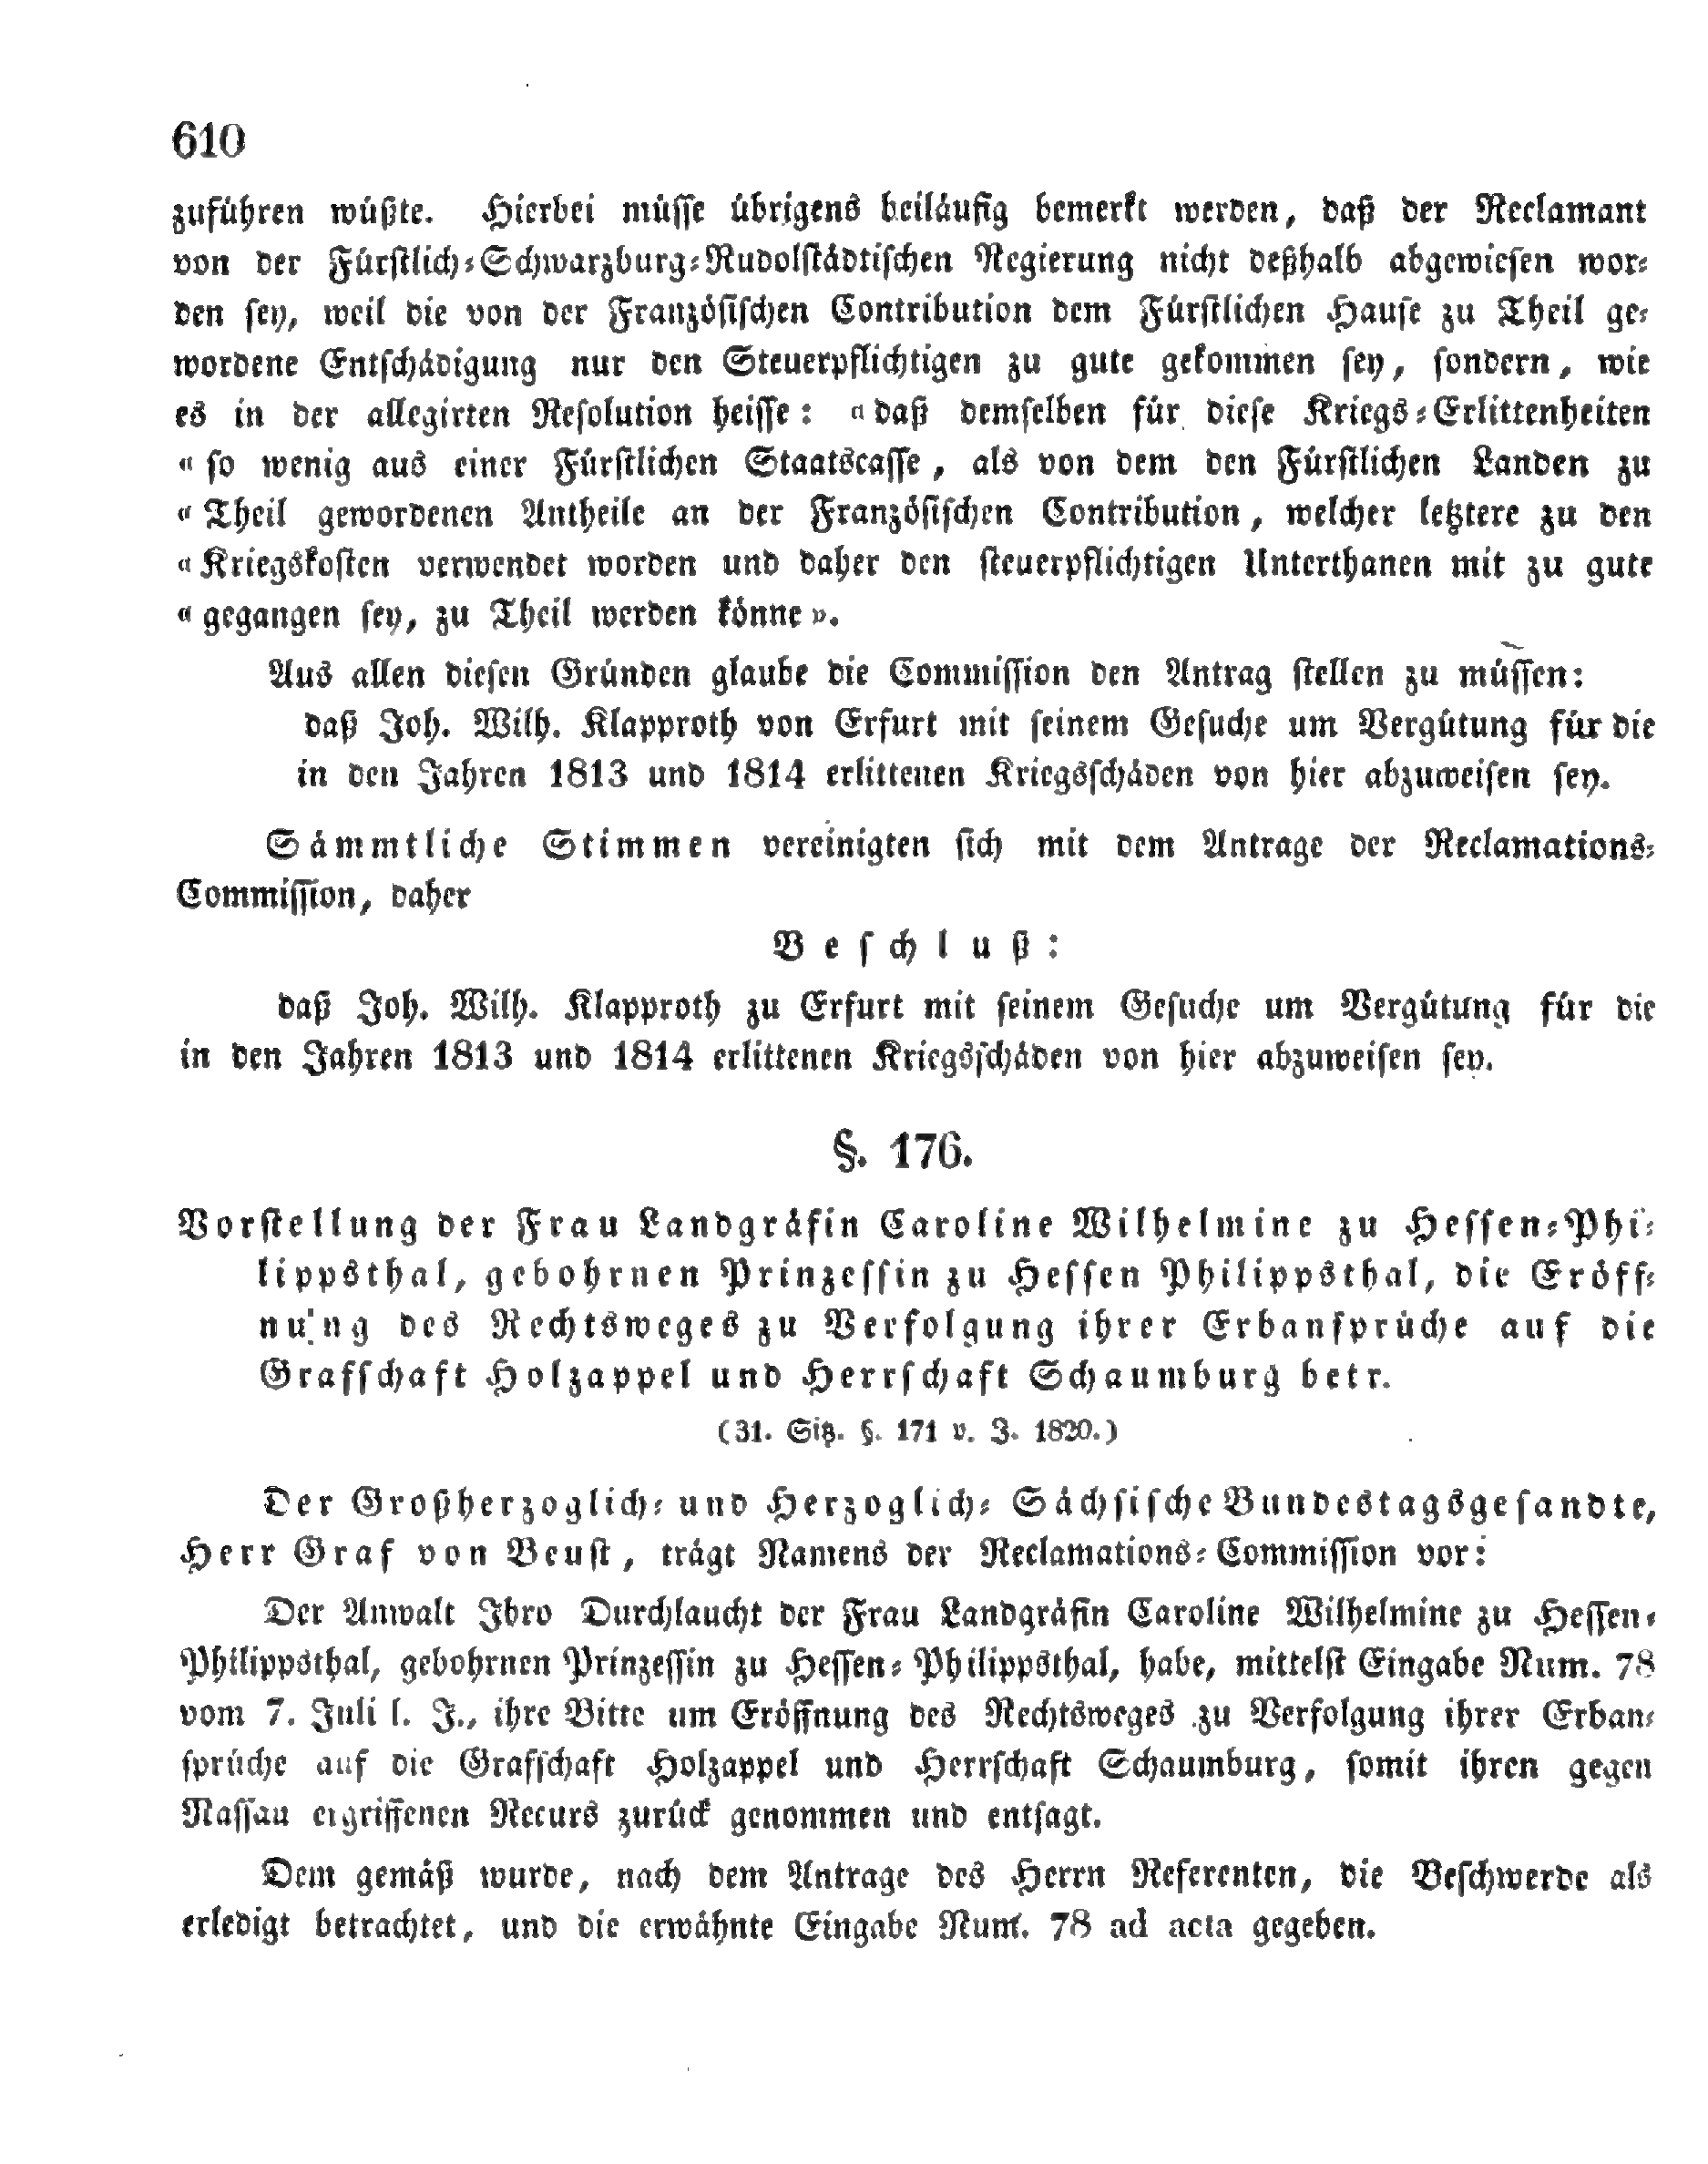 610
zuführen wüßte. Hierbei müsse übrigens beiläufig bemerkt werden, daß der Reclamant
von der Fürstlich-Schwarzburg-Rudolstädtischen Regierung nicht deßhalb abgewiesen wor-
den sey, weil die von der Französischen Contribution dem Fürstlichen Hause zu Theil ge-
wordene Entschädigung nur den Steuerpflichtigen zu gute gekommen sey, sondern, wie
es in der allegirten Resolution heisse: «daß demselben für diese Kriegs-Erlittenheiten
«so wenig aus einer Fürstlichen Staatscasse, als von dem den Fürstlichen Landen zu
«Theil gewordenen Antheile an der Französischen Contribution, welcher letztere zu den
«Kriegskosten verwendet worden und daher den steuerpflichtigen Unterthanen mit zu gute
«gegangen sey, zu Theil werden könne».
Aus allen diesen Gründen glaube die Commission den Antrag stellen zu müssen:
daß Joh. Wilh. Klapproth von Erfurt mit seinem Gesuche um Vergütung für die
in den Jahren 1813 und 1814 erlittenen Kriegsschäden von hier abzuweisen sey.
Sämmtliche Stimmen vereinigten sich mit dem Antrage der Reclamations-
Commission, daher
Beschluß:
daß Joh. Wilh. Klapproth zu Erfurt mit seinem Gesuche um Vergütung für die
in den Jahren 1813 und 1814 erlittenen Kriegsschäden von hier abzuweisen sey.
§. 176.
Vorstellung der Frau Landgräfin Caroline Wilhelmine zu Hessen-Phi-
lippsthal, gebohrnen Prinzessin zu Hessen Philippsthal, die Eröff-
nung des Rechtsweges zu Verfolgung ihrer Erbansprüche auf die
Grafschaft Holzappel und Herrschaft Schaumburg betr.
(31. Sitz. §. 171 v. J. 1820.)
Der Großherzoglich- und Herzoglich-Sächsische Bundestagsgesandte,
Herr Graf von Beust, trägt Namens der Reclamations-Commission vor:
Der Anwalt Ihro Durchlaucht der Frau Landgräfin Caroline Wilhelmine zu Hessen-
Philippsthal, gebohrnen Prinzessin zu Hessen-Philippsthal, habe, mittelst Eingabe Num. 78
vom 7. Juli l. J., ihre Bitte um Eröffnung des Rechtsweges zu Verfolgung ihrer Erban-
sprüche auf die Grafschaft Holzappel und Herrschaft Schaumburg, somit ihren gegen
Nassau ergriffenen Recurs zurück genommen und entsagt.
Dem gemäß wurde, nach dem Antrage des Herrn Referenten, die Beschwerde als
erledigt betrachtet, und die erwähnte Eingabe Num. 78 ad acta gegeben.